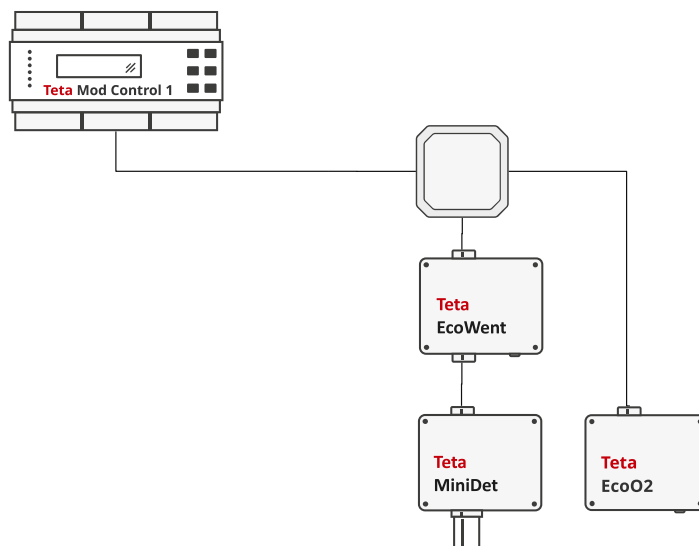 Teta Mod Control 1
Teta
EcoWent
Teta
MiniDet
Teta
EcoO2